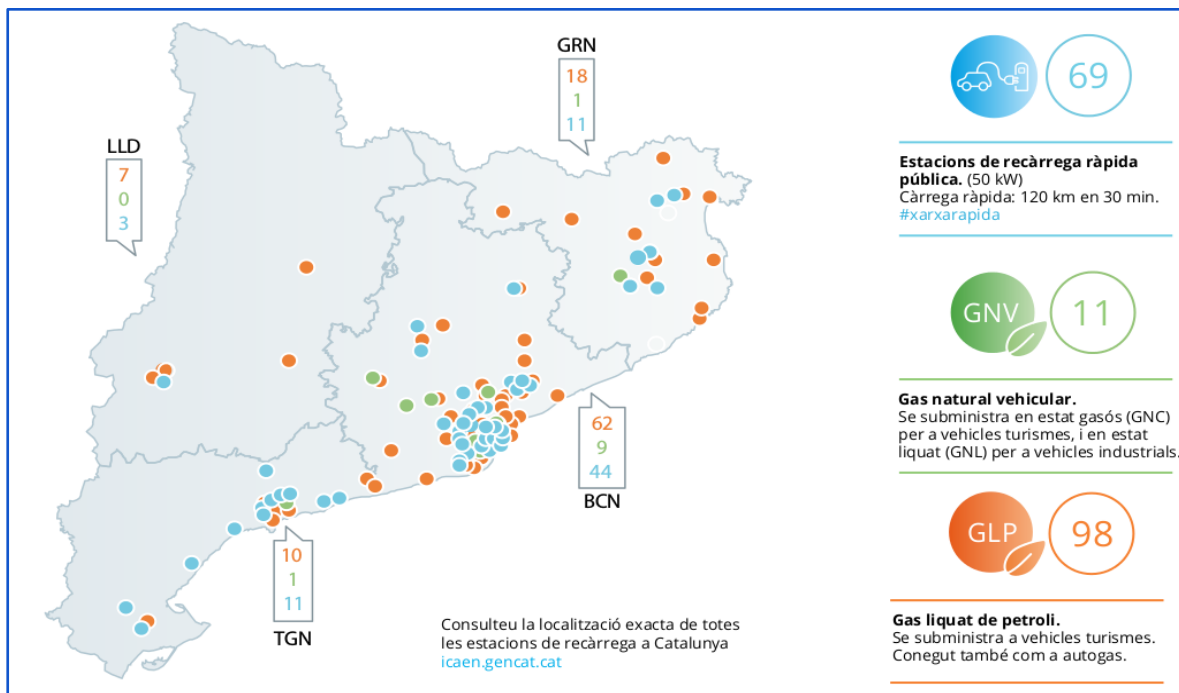 GRN
18
1
11
LLD
7
0
3
62
9
44
BCN
10
1
11
TGN
Consulteu la localització exacta de totes
les estacions de recàrrega a Catalunya
icaen.gencat.cat
69
Estacions de recàrrega ràpida
pública. (50 kW)
Càrrega ràpida: 120 km en 30 min.
#xarxarapida
GNV
11
Gas natural vehicular.
Se subministra en estat gasós (GNC)
per a vehicles turismes, i en estat
liquat (GNL) per a vehicles industrials.
GLP
98
Gas liquat de petroli.
Se subministra a vehicles turismes.
Conegut també com a autogas.